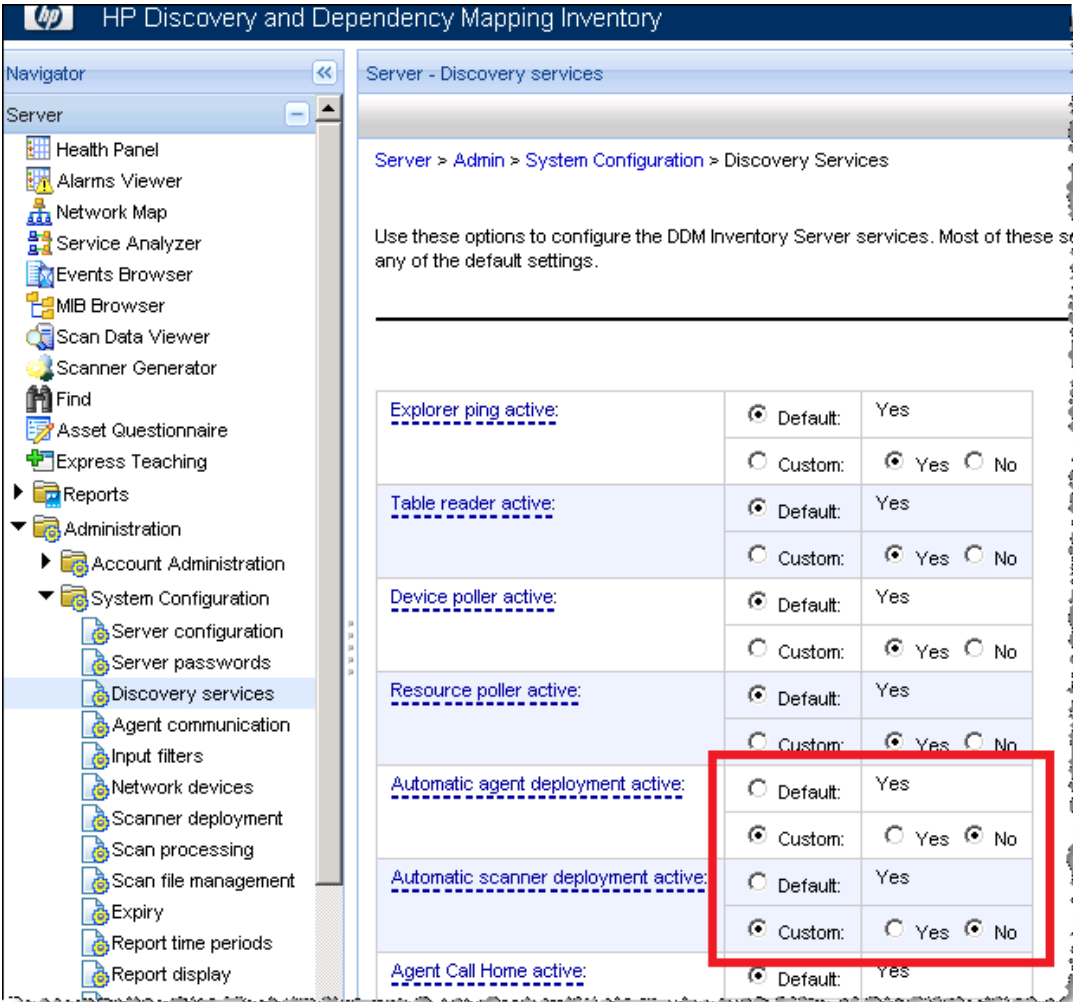 hp HP Discovery and Dependency Mapping Inventory
Navigator
Server
Health Panel
Alarms Viewer
Network Map
Service Analyzer
Events Browser
MIB Browser
Scan Data Viewer
Scanner Generator
Find
Asset Questionnaire
Express Teaching
Reports
Administration
Account Administration
System Configuration
Server configuration
Server passwords
Discovery services
Agent communication
Input filters
Network devices
Scanner deployment
Scan processing
Scan file management
Expiry
Report time periods
Report display
Server - Discovery services
Server > Admin > System Configuration > Discovery Services
Use these options to configure the DDM Inventory Server services. Most of these
any of the default settings.
Explorer ping active: Default: Yes
Custom: Yes No
Table reader active: Default: Yes
Custom: Yes No
Device poller active: Default: Yes
Custom: Yes No
Resource poller active: Default: Yes
Custom: Yes No
Automatic agent deployment active: Default: Yes
Custom: Yes No
Automatic scanner deployment active: Default: Yes
Custom: Yes No
Agent Call Home active: Default: Yes